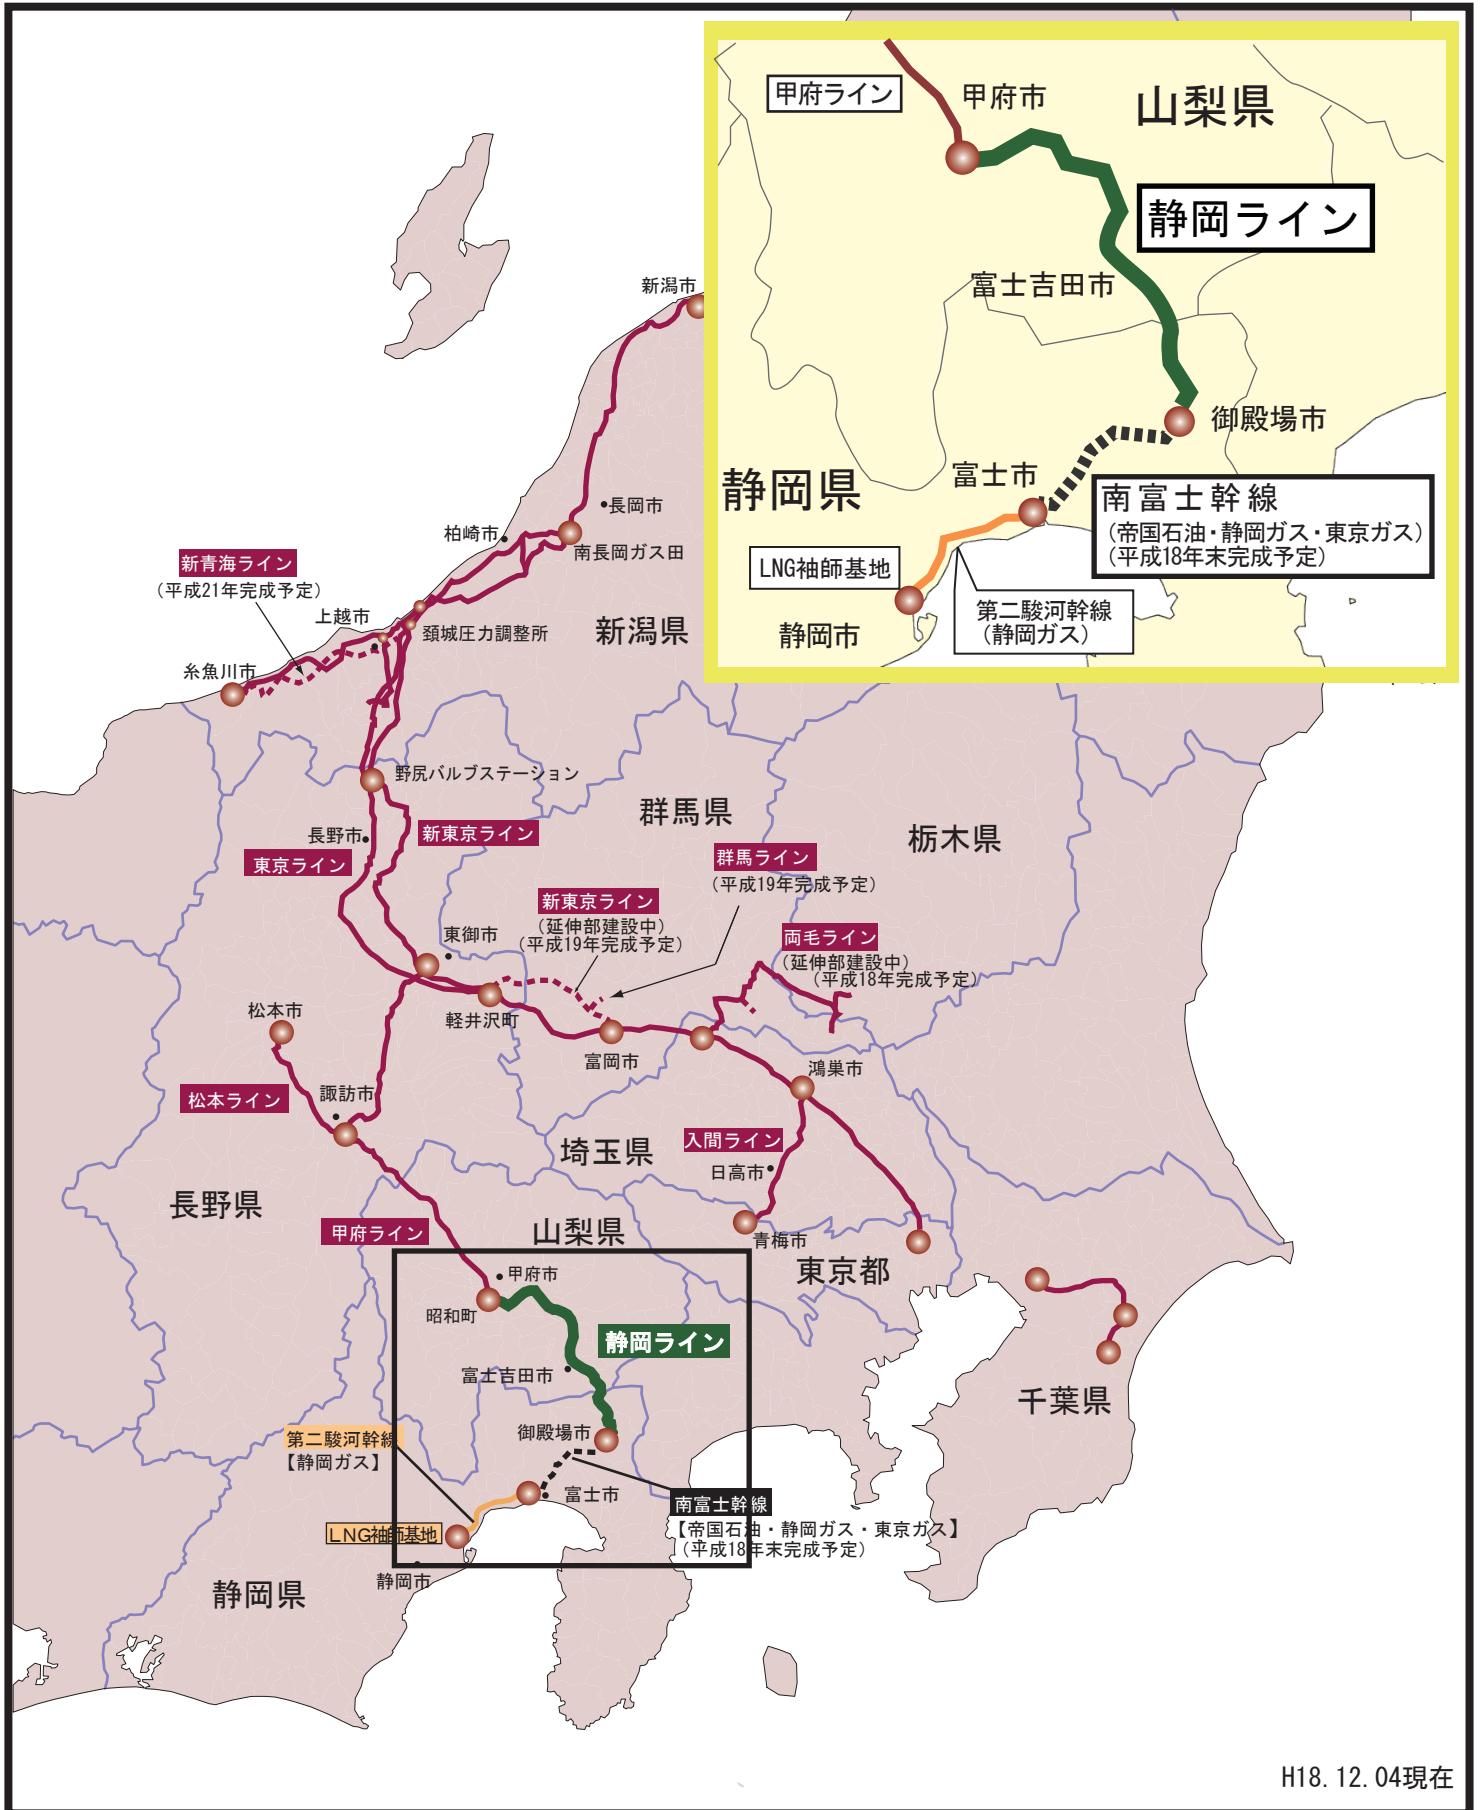 甲府ライン
甲府市
山梨県
静岡ライン
富士吉田市
御殿場市
富士市
静岡県
南富士幹線
(帝国石油・静岡ガス・東京ガス)
(平成18年末完成予定)
LNG袖師基地
第二駿河幹線
(静岡ガス)
静岡市
新潟市
長岡市
柏崎市
南長岡ガス田
新青海ライン
(平成21年完成予定)
上越市
頚城圧力調整所
新潟県
糸魚川市
野尻バルブステーション
群馬県
長野市
新東京ライン
栃木県
東京ライン
群馬ライン
(平成19年完成予定)
新東京ライン
(延伸部建設中)
(平成19年完成予定)
東御市
両毛ライン
(延伸部建設中)
(平成18年完成予定)
松本市
軽井沢町
富岡市
鴻巣市
松本ライン
諏訪市
入間ライン
埼玉県
日高市
長野県
甲府ライン
山梨県
青梅市
東京都
甲府市
昭和町
静岡ライン
富士吉田市
千葉県
御殿場市
第二駿河幹線
【静岡ガス】
富士市
南富士幹線
【帝国石油・静岡ガス・東京ガス】
(平成18年末完成予定)
LNG袖師基地
静岡市
静岡県
H18.12.04現在